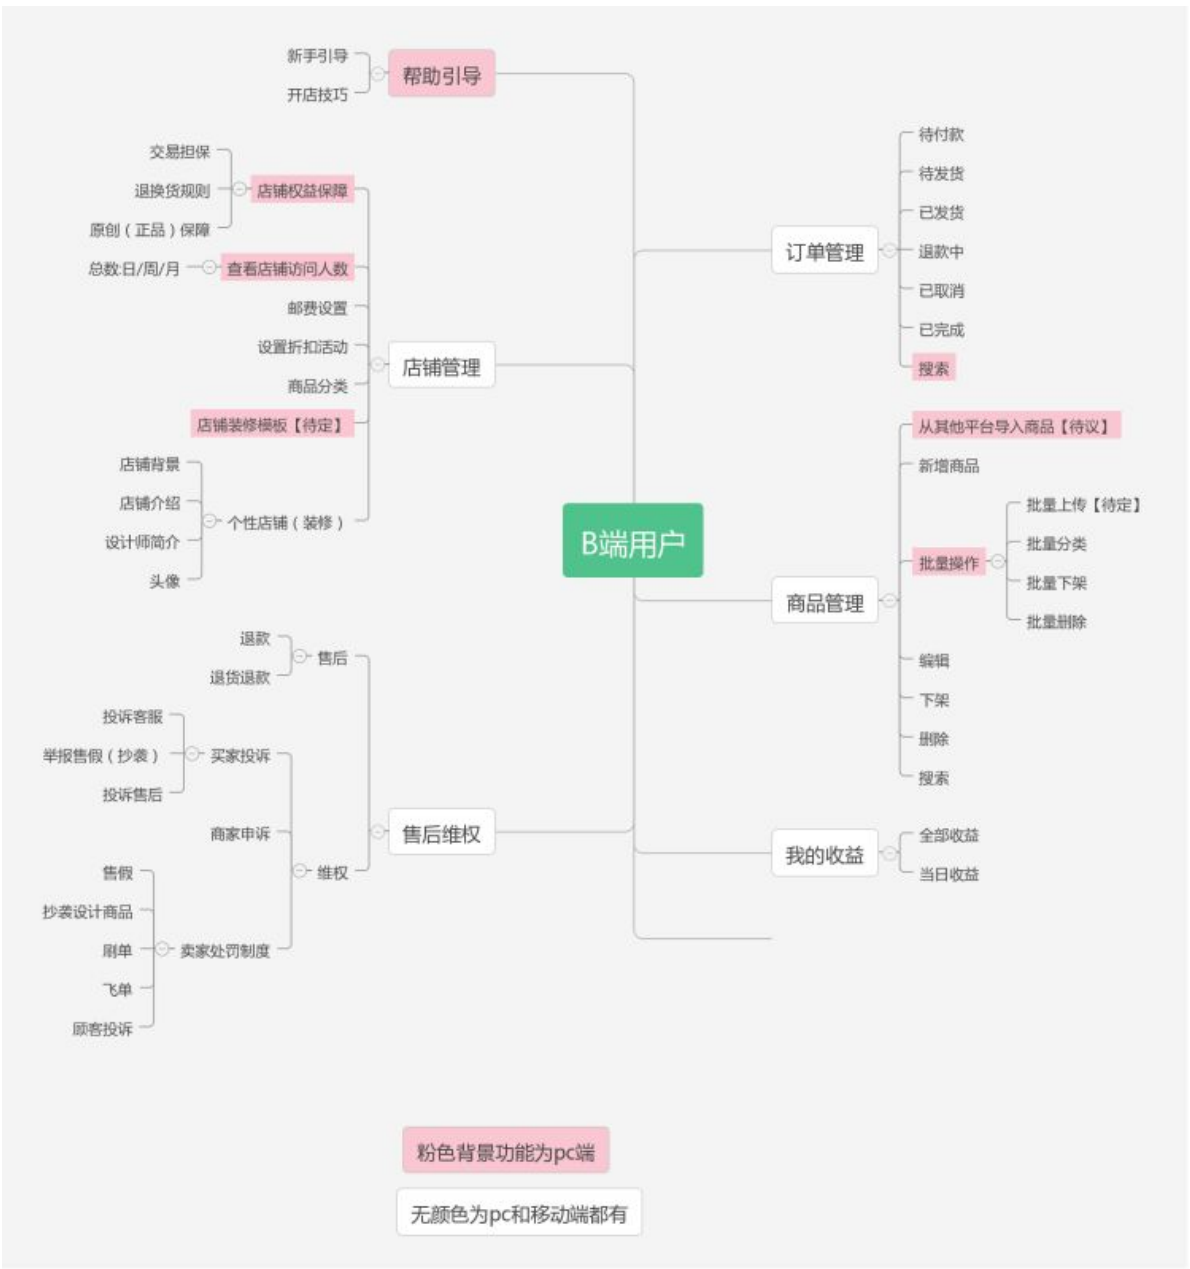 新手引导
帮助引导
开店技巧
交易担保
退换货规则
店铺权益保障
原创（正品）保障
总数:日/周/月
查看店铺访问人数
邮费设置
设置折扣活动
店铺管理
商品分类
店铺装修模板【待定】
店铺背景
店铺介绍
个性店铺（装修）
设计师简介
头像
退款
售后
退货退款
投诉客服
举报售假（抄袭）
买家投诉
投诉售后
商家申诉
售后维权
维权
售假
抄袭设计商品
刷单
卖家处罚制度
飞单
顾客投诉
B端用户
待付款
待发货
已发货
订单管理
退款中
已取消
已完成
搜索
从其他平台导入商品【待议】
新增商品
批量上传【待定】
批量分类
批量操作
批量下架
批量删除
商品管理
编辑
下架
删除
搜索
全部收益
我的收益
当日收益
粉色背景功能为pc端
无颜色为pc和移动端都有